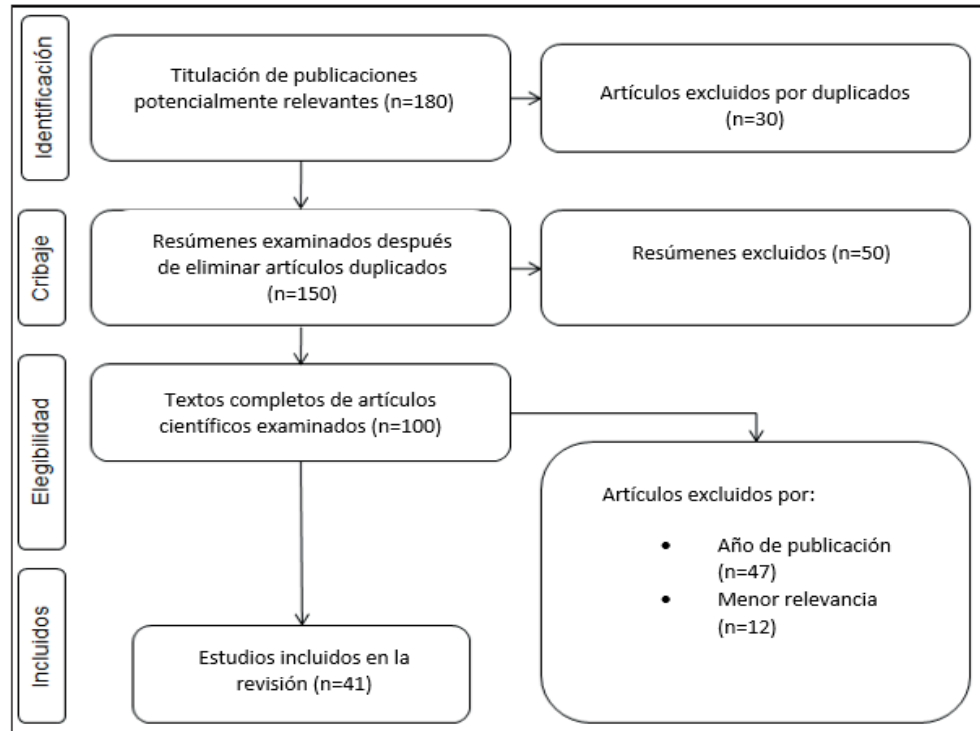 Identificación
Titulación de publicaciones
potencialmente relevantes (n=180)
Artículos excluidos por duplicados
(n=30)
Cribaje
Resúmenes examinados después
de eliminar artículos duplicados
(n=150)
Resúmenes excluidos (n=50)
Elegibilidad
Textos completos de artículos
científicos examinados (n=100)
Artículos excluidos por:
• Año de publicación
(n=47)
• Menor relevancia
(n=12)
Incluidos
Estudios incluidos en la
revisión (n=41)